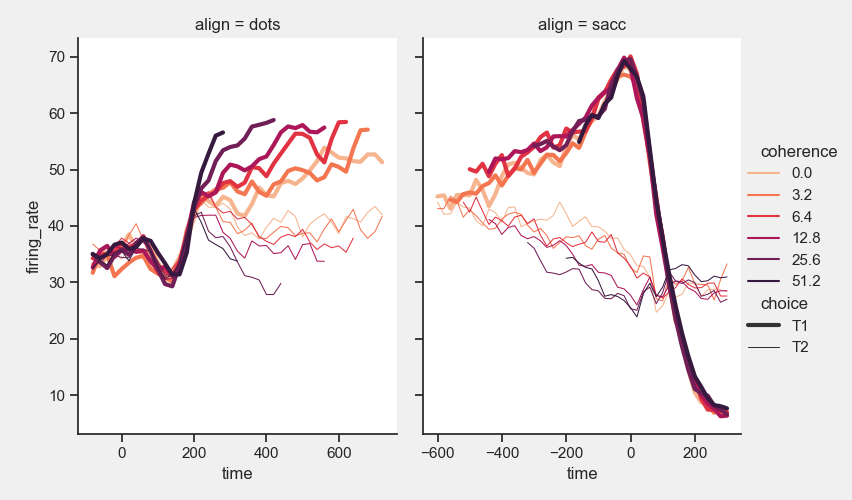 align = dots
align = sacc
70
60
50
40
30
20
10
firing_rate
0
200
400
600
time
−600
−400
−200
0
200
time
coherence
0.0
3.2
6.4
12.8
25.6
51.2
choice
T1
T2